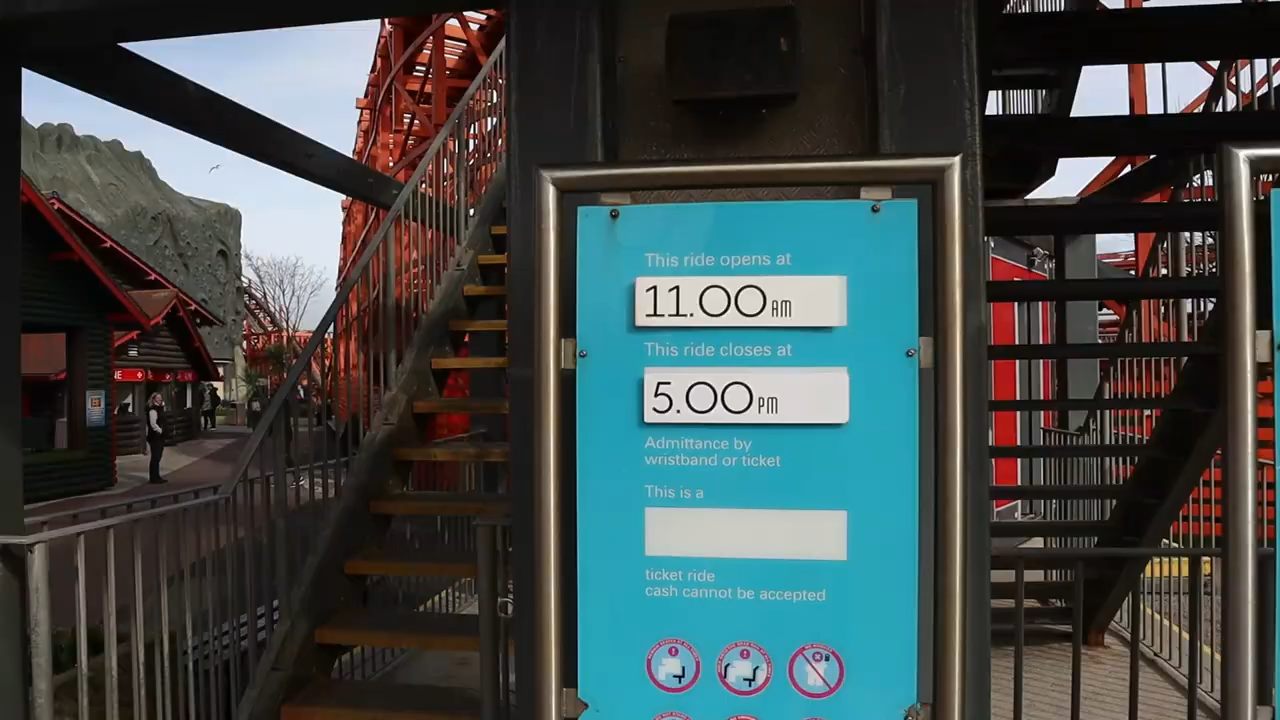 This ride opens at
11.00 AM
This ride closes at
5.00 PM
Admittance by
wristband or ticket
This is a
ticket ride
cash cannot be accepted